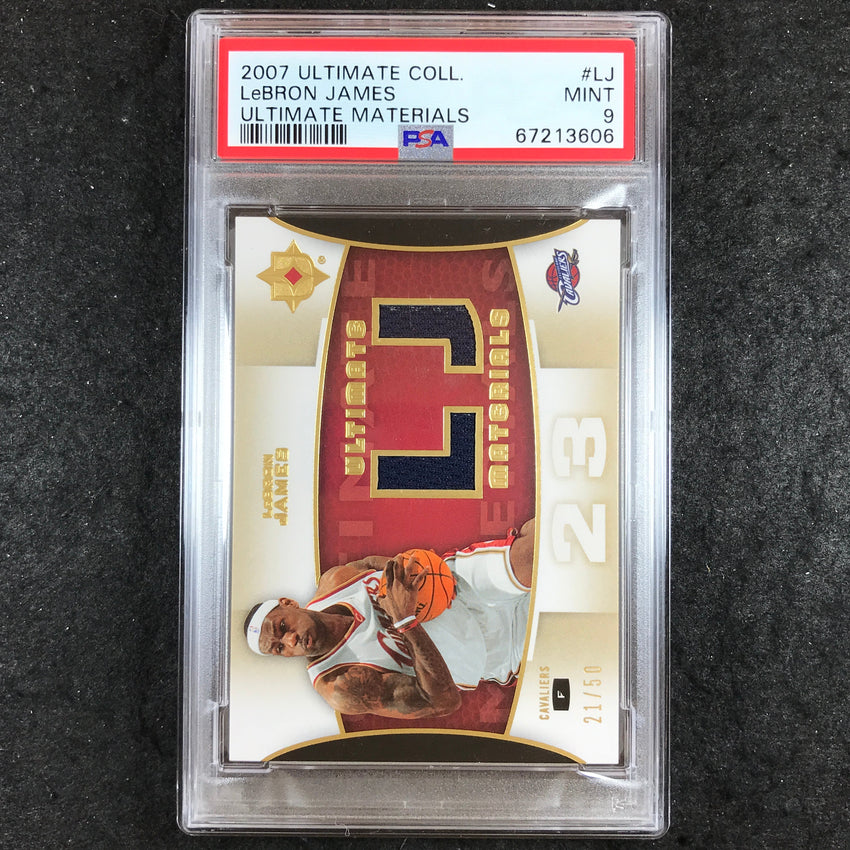 2007 ULTIMATE COLL. #LJ
LeBRON JAMES MINT
ULTIMATE MATERIALS 9
PSA 67213606
CAVALIERS
ULTIMATE
LJ
MATERIALS
LEBRON
JAMES
23
CAVALIERS
F
21/50